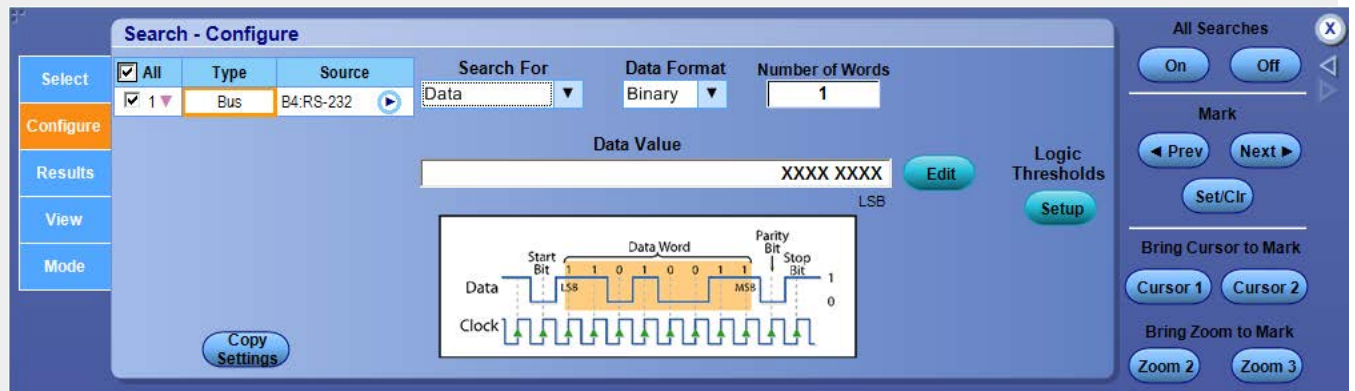 Search - Configure
Select
Configure
Results
View
Mode
All Type Source
1 Bus B4:RS-232
Search For
Data
Data Format
Binary
Number of Words
1
Data Value
XXXX XXXX
LSB
Edit
Logic
Thresholds
Setup
Data Word
Start
Bit
Parity
Bit
Stop
Bit
1 1 0 1 0 0 1 1
LSB MSB
Data
1
0
Clock
Copy
Settings
All Searches
X
On Off
Mark
◄ Prev Next ►
Set/Clr
Bring Cursor to Mark
Cursor 1 Cursor 2
Bring Zoom to Mark
Zoom 2 Zoom 3